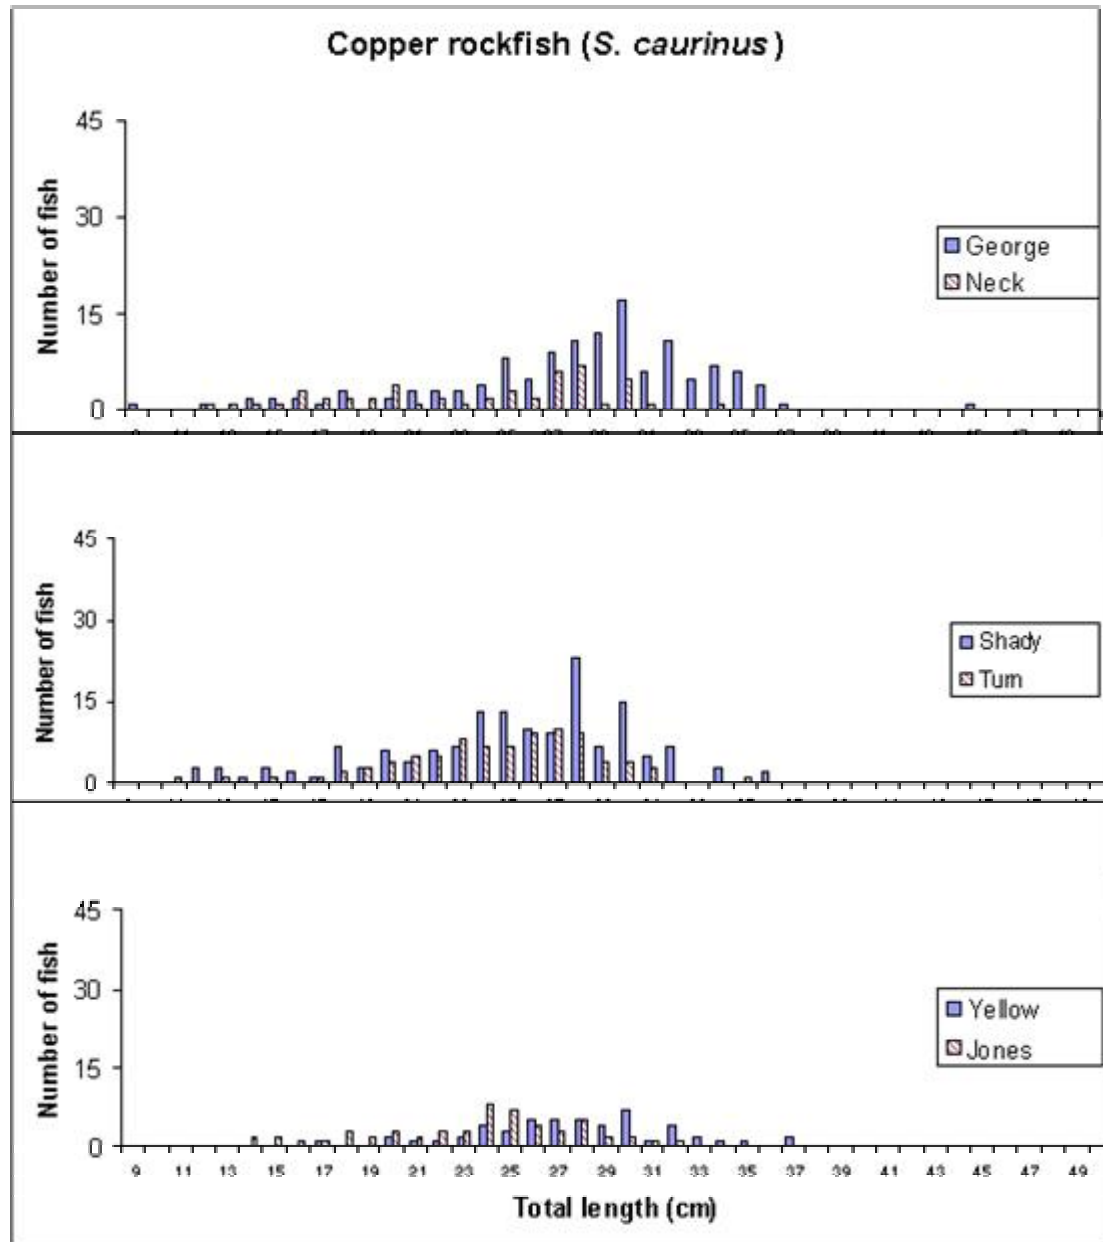 Copper rockfish (S. caurinus)
Number of fish
45
30
15
0
George
Neck
Number of fish
45
30
15
0
Shady
Turn
Number of fish
45
30
15
0
Yellow
Jones
9 11 13 15 17 19 21 23 25 27 29 31 33 35 37 39 41 43 45 47 49
Total length (cm)